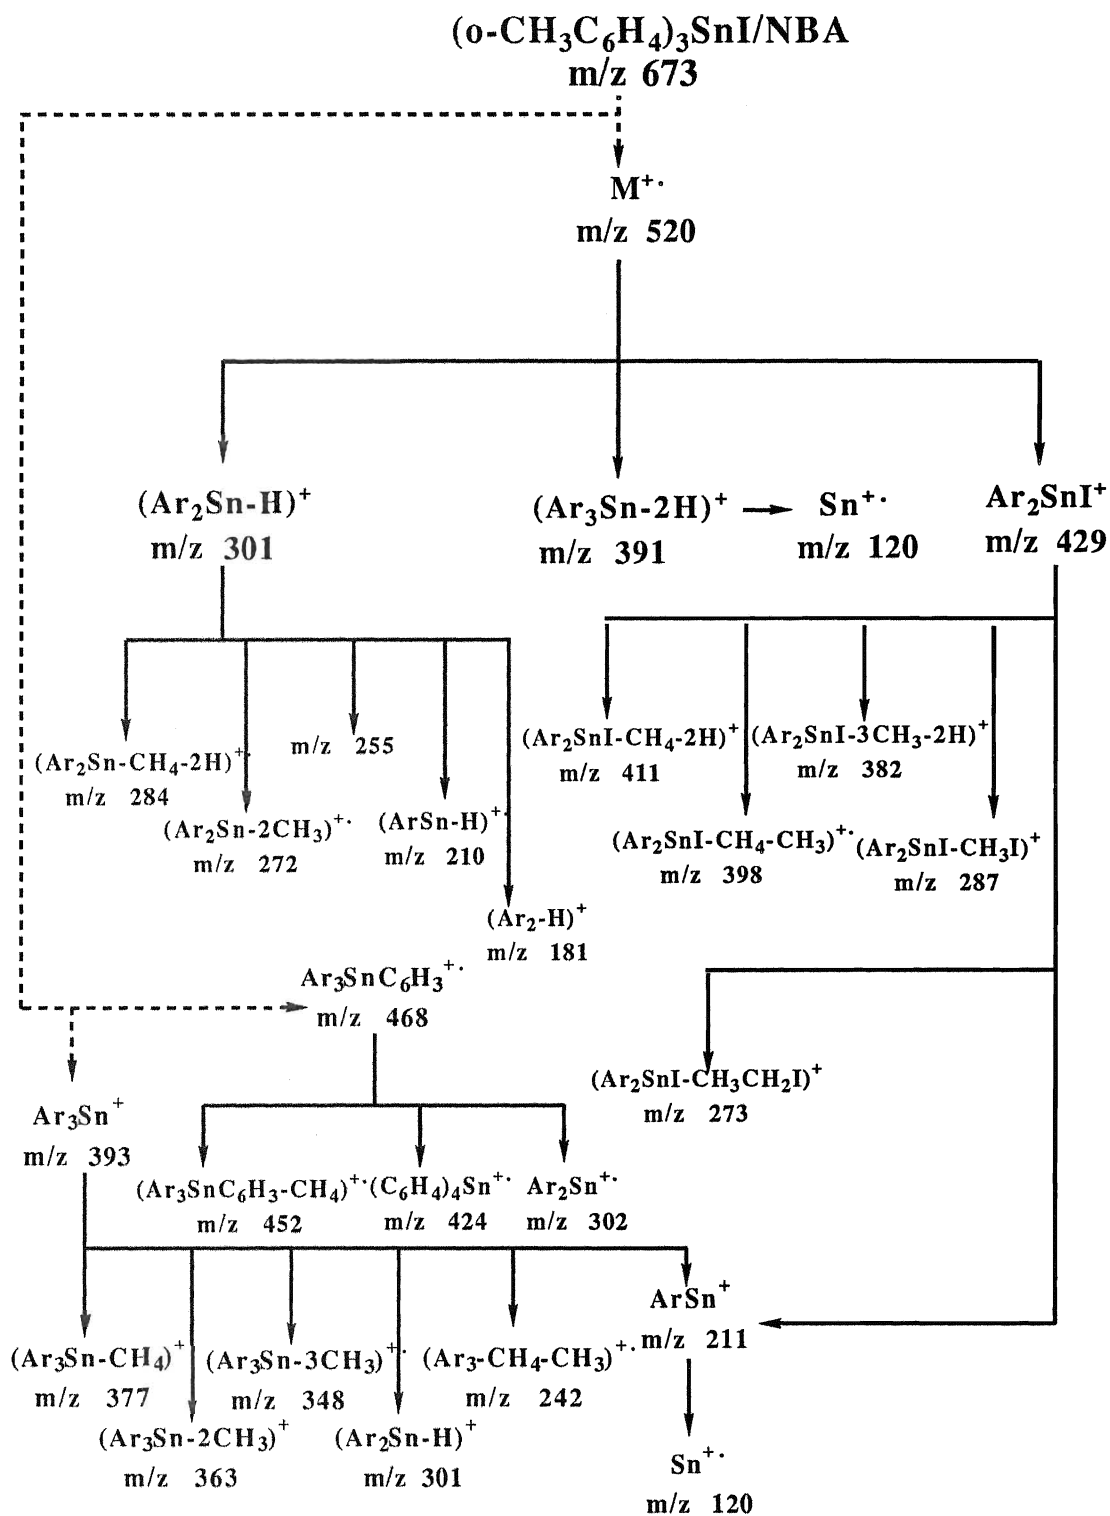 (o-CH₃C₆H₄)₃SnI/NBA
m/z 673
M⁺·
m/z 520
(Ar₂Sn-H)⁺
m/z 301
(Ar₃Sn-2H)⁺
m/z 391
Sn⁺·
m/z 120
Ar₂SnI⁺
m/z 429
(Ar₂Sn-CH₄-2H)⁺·
m/z 284
(Ar₂Sn-2CH₃)⁺·
m/z 272
m/z 255
(ArSn-H)⁺·
m/z 210
(Ar₂-H)⁺
m/z 181
(Ar₂SnI-CH₄-2H)⁺
m/z 411
(Ar₂SnI-CH₄-CH₃)⁺·
m/z 398
(Ar₂SnI-3CH₃-2H)⁺
m/z 382
(Ar₂SnI-CH₃I)⁺
m/z 287
Ar₃SnC₆H₃⁺·
m/z 468
(Ar₂SnI-CH₃CH₂I)⁺
m/z 273
Ar₃Sn⁺
m/z 393
(Ar₃SnC₆H₃-CH₄)⁺·
m/z 452
(C₆H₄)₄Sn⁺·
m/z 424
Ar₂Sn⁺·
m/z 302
ArSn⁺
m/z 211
(Ar₃Sn-CH₄)⁺
m/z 377
(Ar₃Sn-2CH₃)⁺
m/z 363
(Ar₃Sn-3CH₃)⁺·
m/z 348
(Ar₂Sn-H)⁺
m/z 301
(Ar₃-CH₄-CH₃)⁺·
m/z 242
Sn⁺·
m/z 120